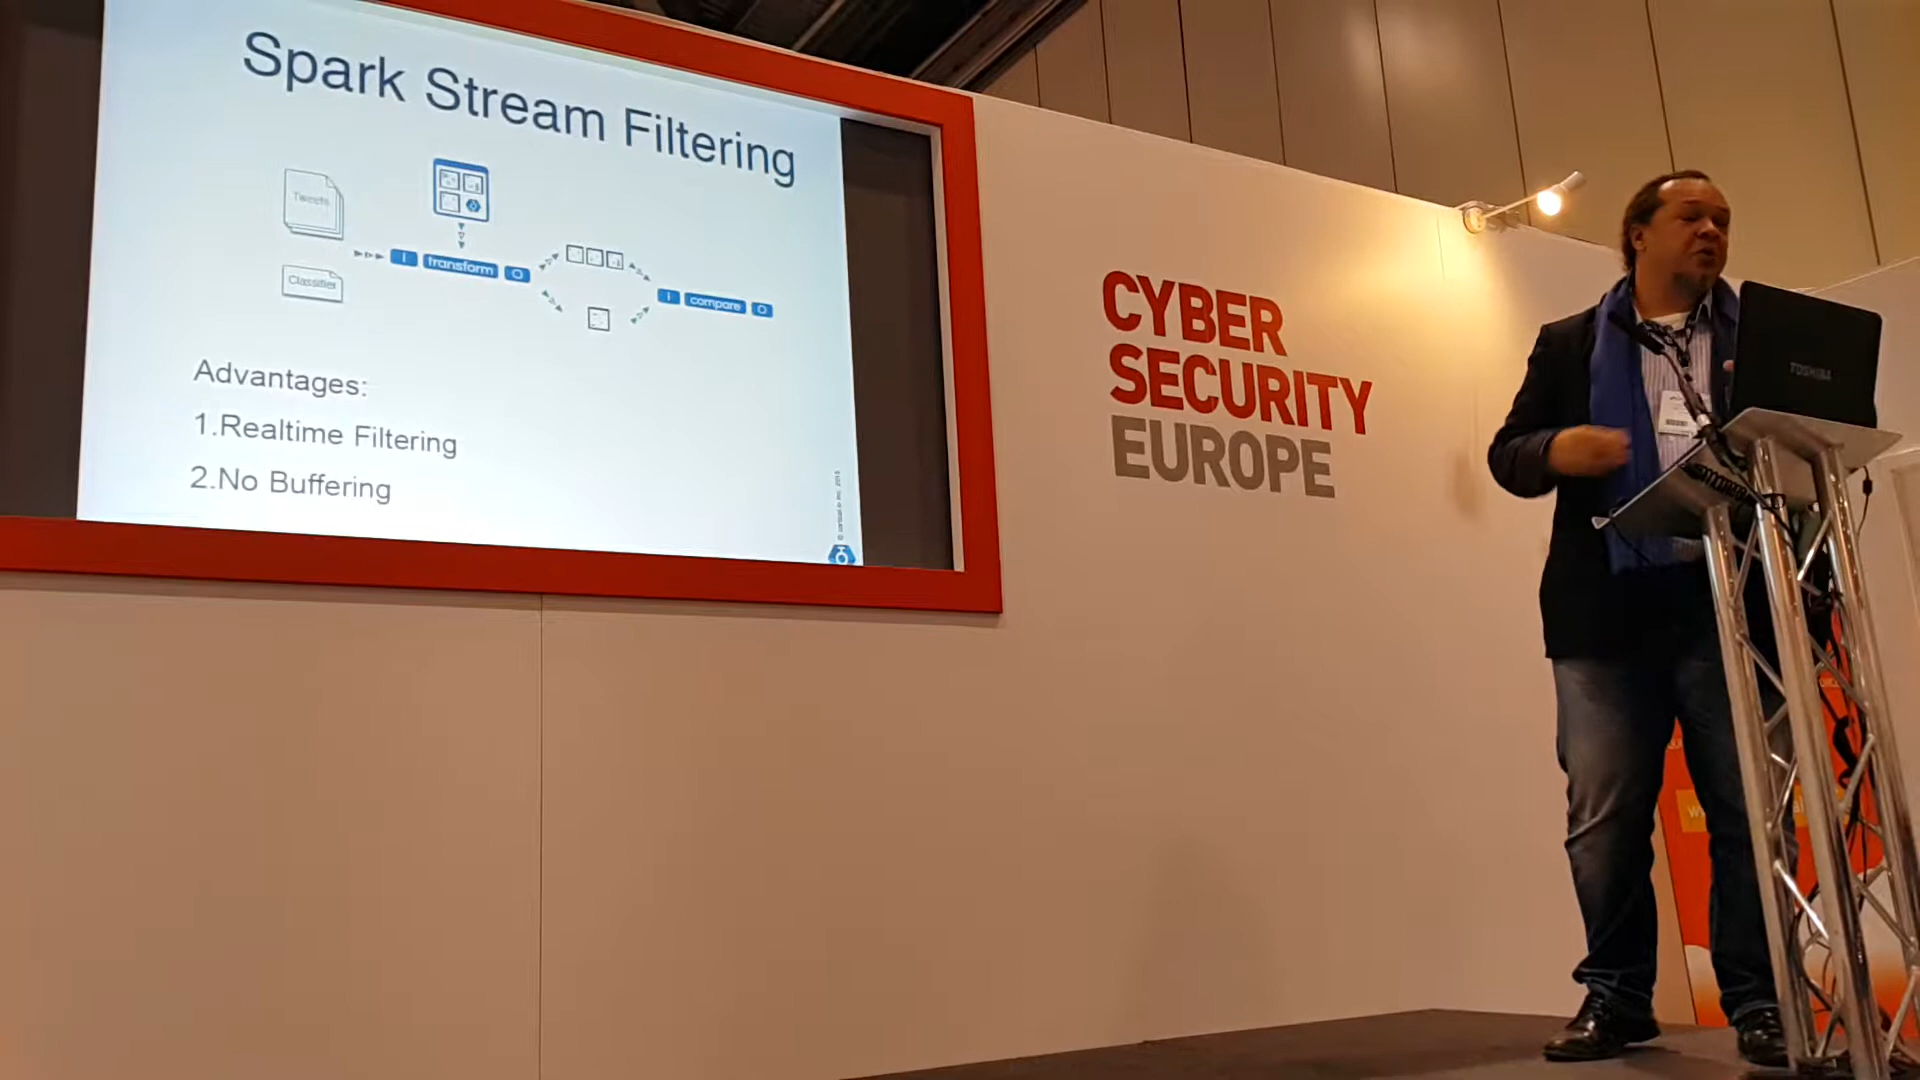 Spark Stream Filtering
Tweets
Classifier
I transform O
I compare O
Advantages:
1.Realtime Filtering
2.No Buffering
CYBER
SECURITY
EUROPE
TOSHIBA